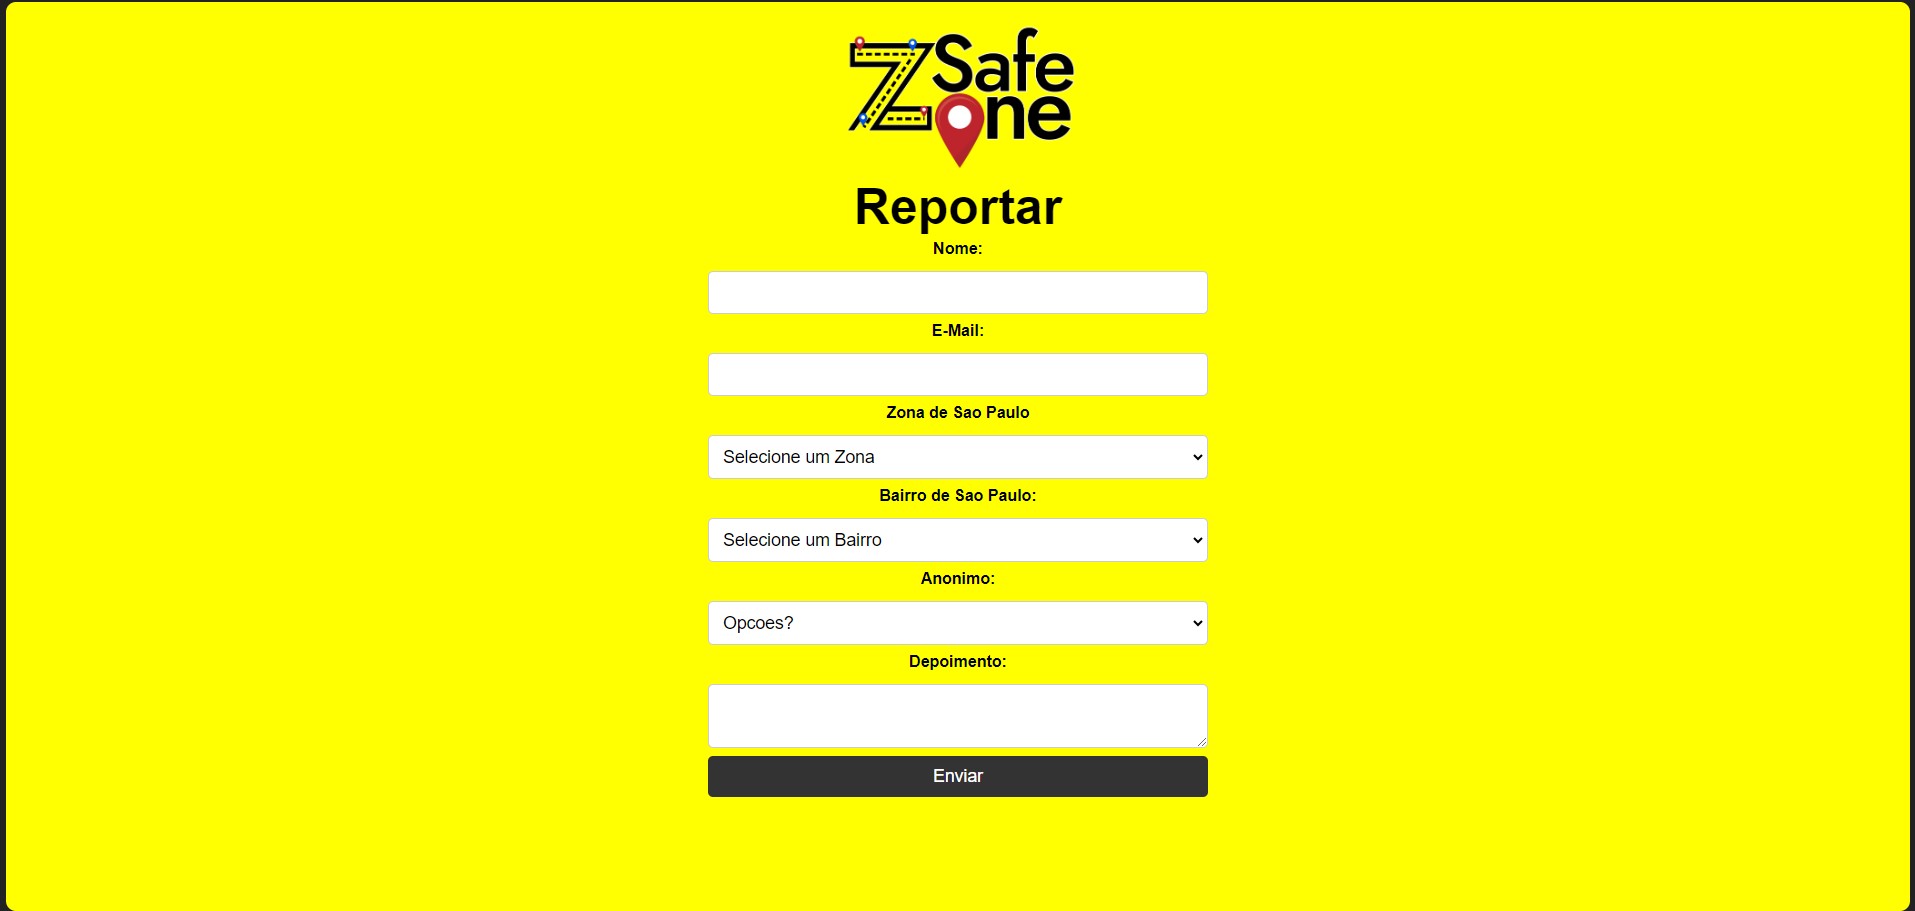 Safe
Zone
Reportar
Nome:
E-Mail:
Zona de Sao Paulo
Selecione um Zona
Bairro de Sao Paulo:
Selecione um Bairro
Anonimo:
Opcoes?
Depoimento:
Enviar